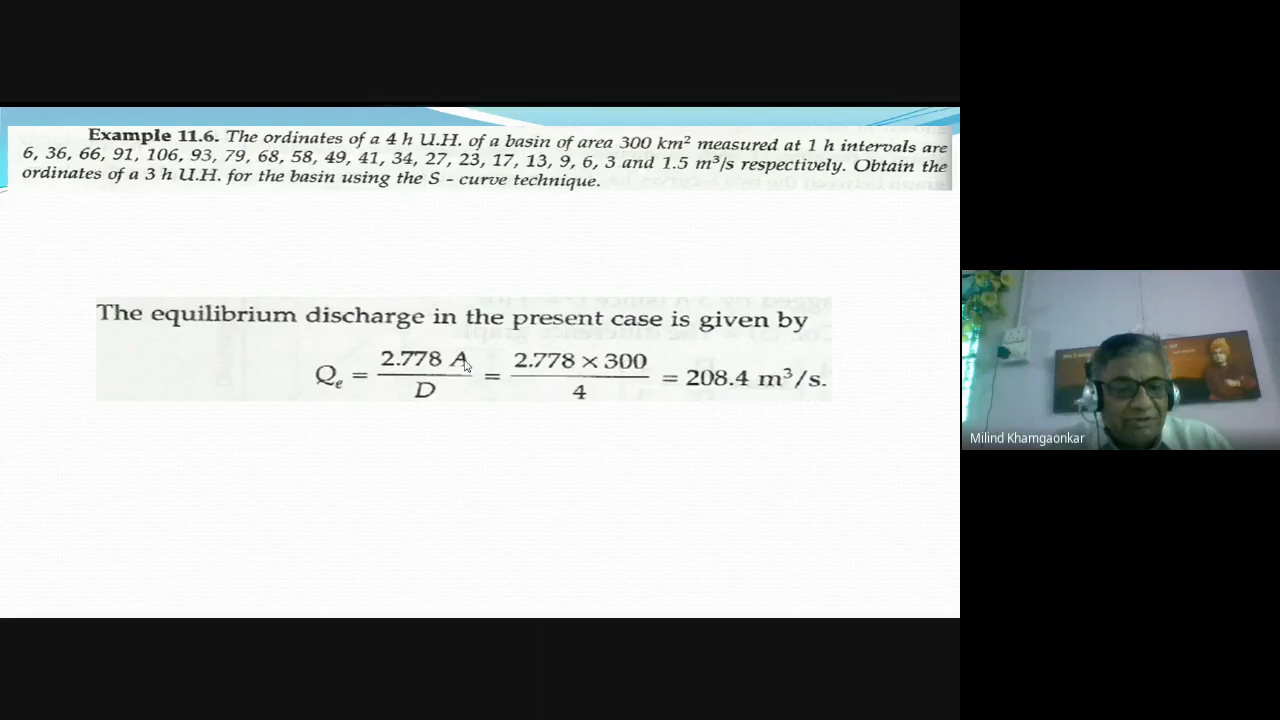 Example 11.6. The ordinates of a 4 h U.H. of a basin of area 300 km² measured at 1 h intervals are
6, 36, 66, 91, 106, 93, 79, 68, 58, 49, 41, 34, 27, 23, 17, 13, 9, 6, 3 and 1.5 m³/s respectively. Obtain the
ordinates of a 3 h U.H. for the basin using the S - curve technique.
The equilibrium discharge in the present case is given by
Qₑ = 2.778 A / D = 2.778 × 300 / 4 = 208.4 m³/s.
Milind Khamgaonkar